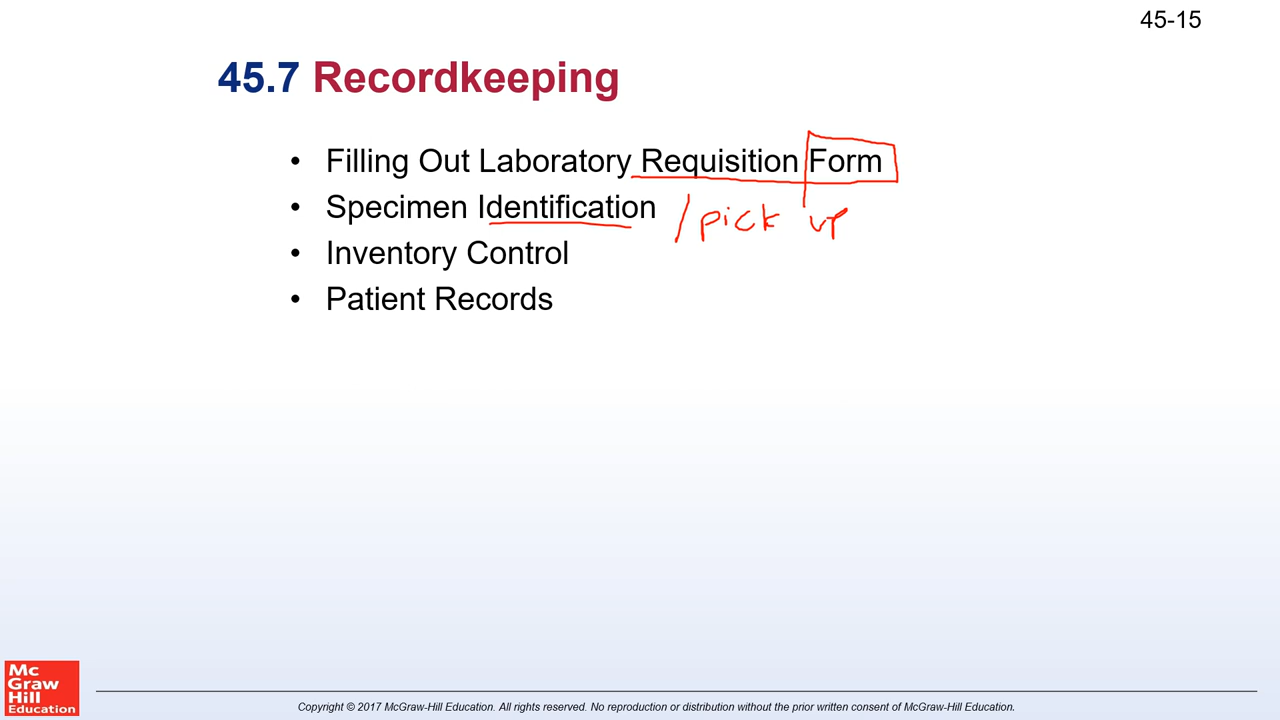 45-15
45.7 Recordkeeping
• Filling Out Laboratory Requisition Form
• Specimen Identification / pick up
• Inventory Control
• Patient Records
Mc
Graw
Hill
Education
Copyright © 2017 McGraw-Hill Education. All rights reserved. No reproduction or distribution without the prior written consent of McGraw-Hill Education.